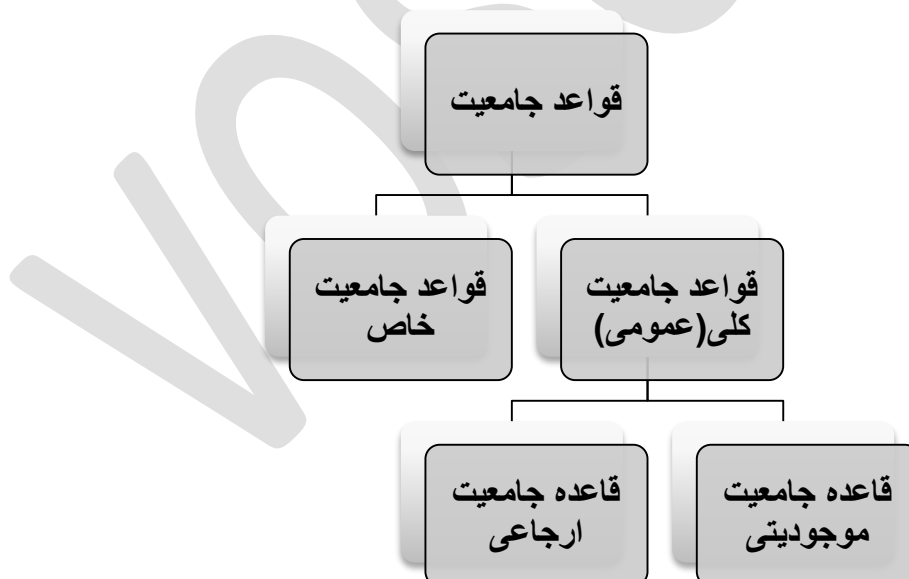 قواعد جامعیت
قواعد جامعیت
کلی(عمومی)
قواعد جامعیت
خاص
قاعده جامعیت
موجودیتی
قاعده جامعیت
ارجاعی